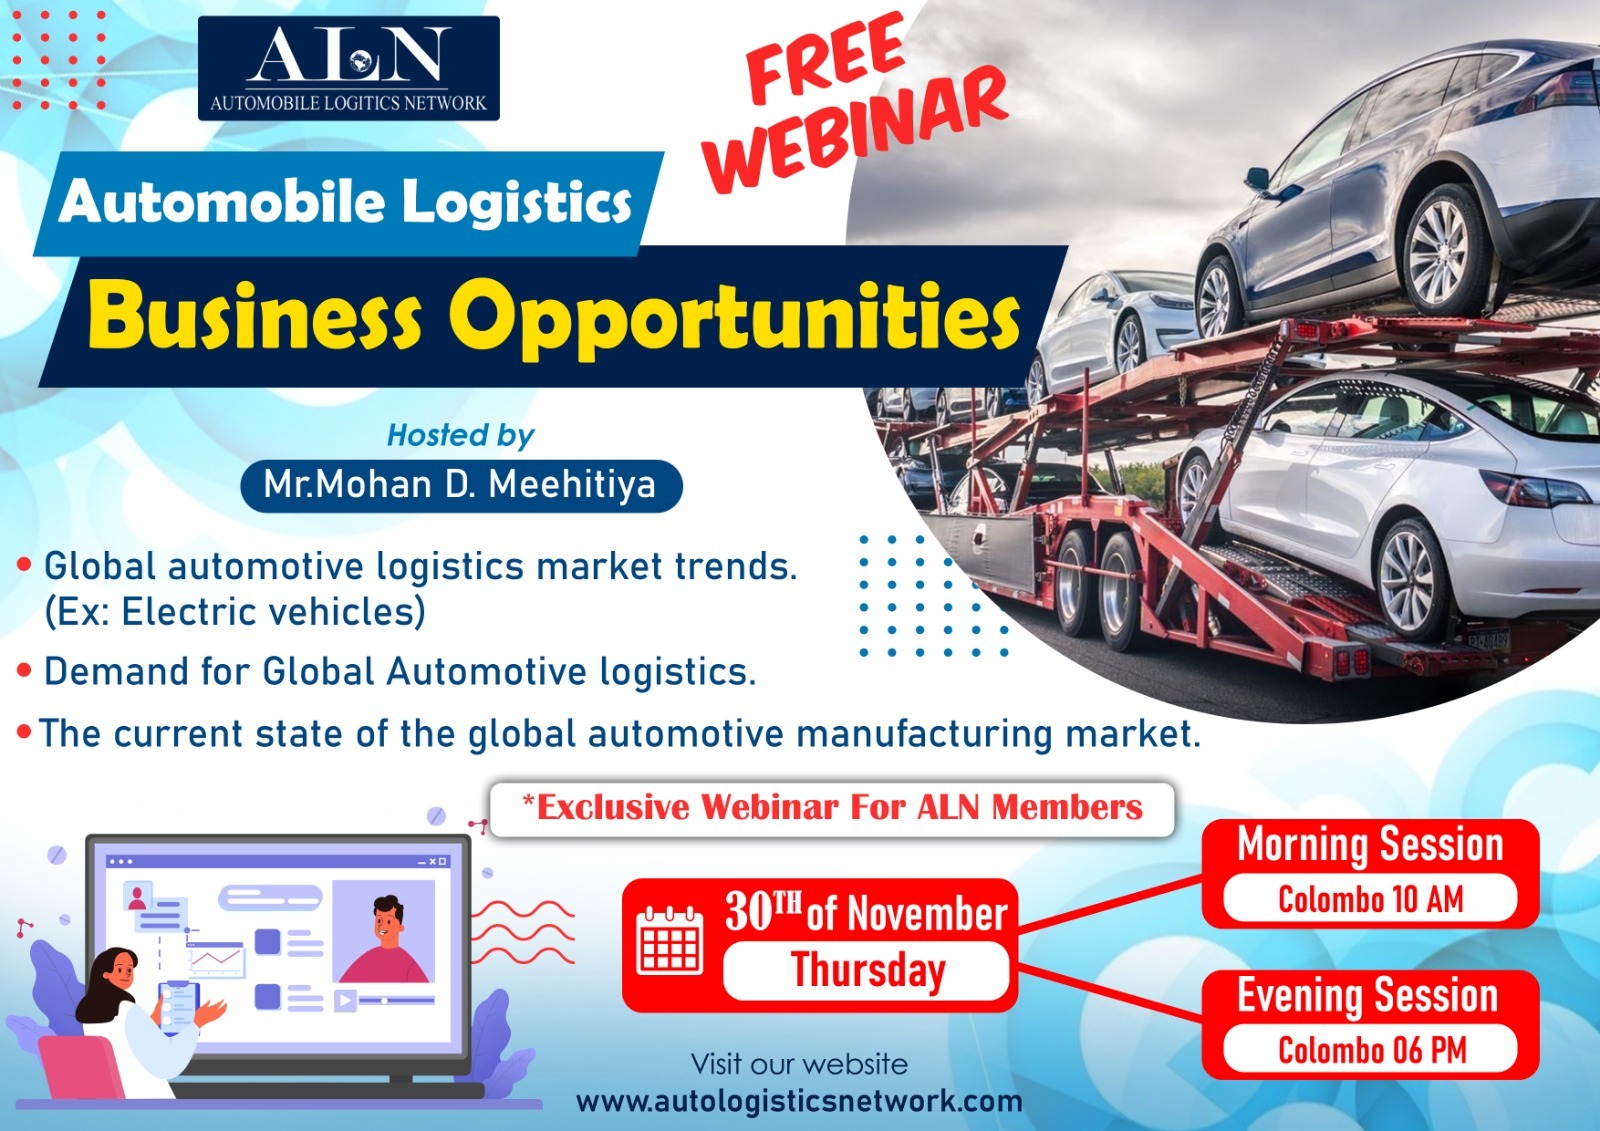 ALN
AUTOMOBILE LOGITICS NETWORK
FREE
WEBINAR
Automobile Logistics
Business Opportunities
Hosted by
Mr.Mohan D. Meehitiya
• Global automotive logistics market trends.
(Ex: Electric vehicles)
• Demand for Global Automotive logistics.
• The current state of the global automotive manufacturing market.
*Exclusive Webinar For ALN Members
30TH of November
Thursday
Morning Session
Colombo 10 AM
Evening Session
Colombo 06 PM
Visit our website
www.autologisticsnetwork.com